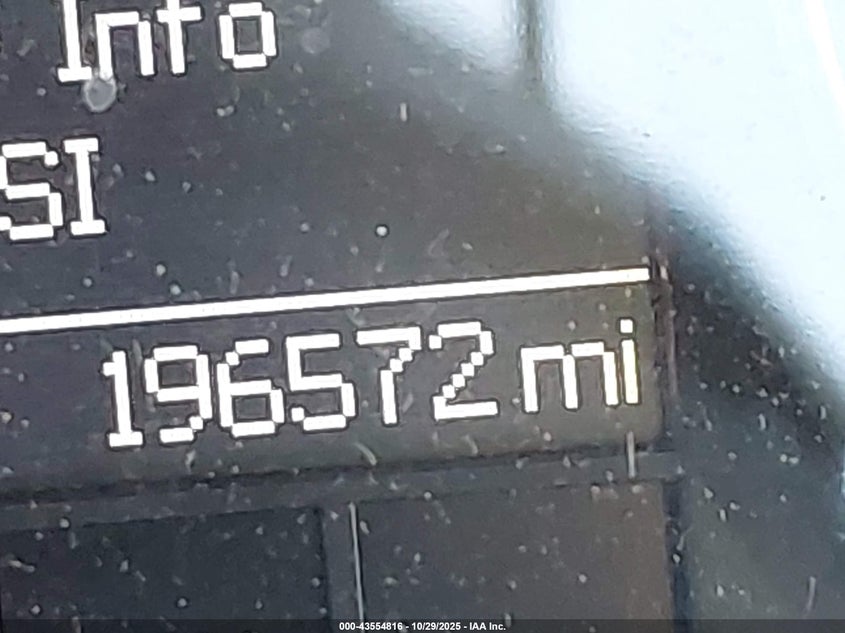 Info
SI
196572 mi
000-43554816 - 10/29/2025 - IAA Inc.